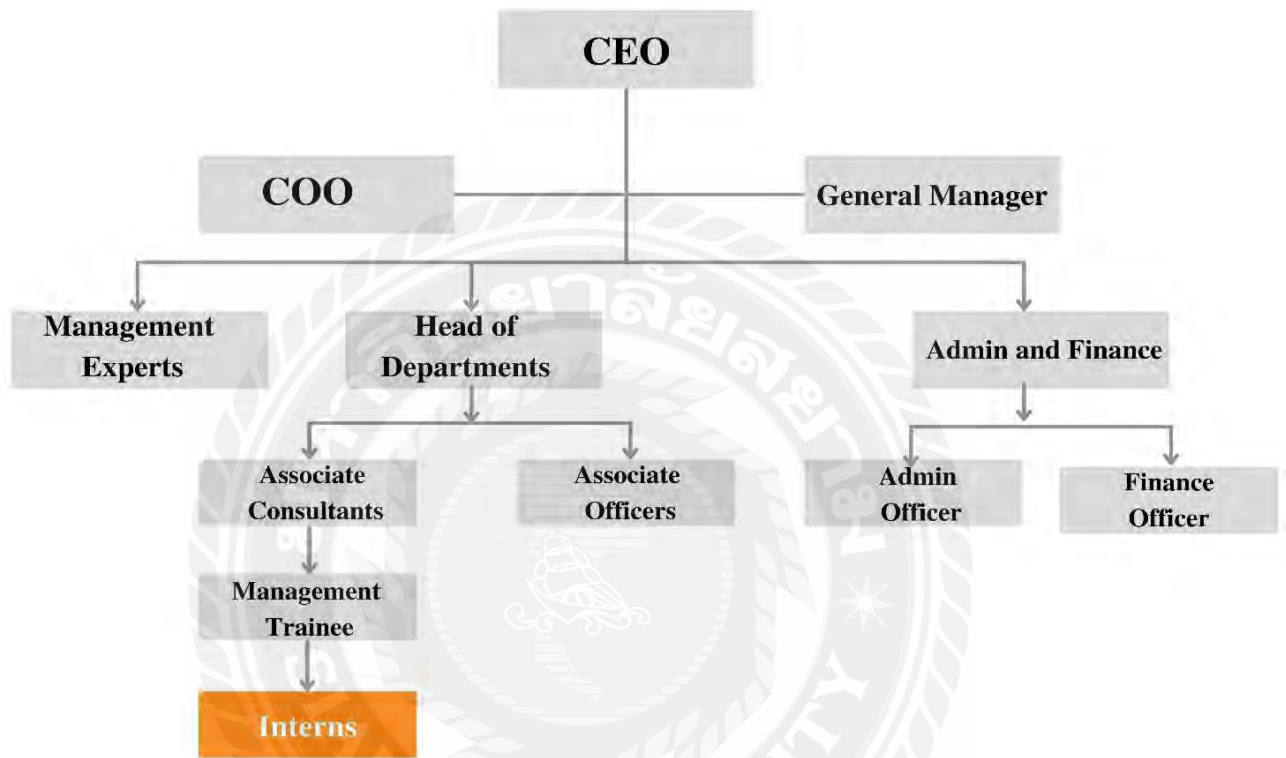 CEO
COO
General Manager
Management
Experts
Head of
Departments
Admin and Finance
Associate
Consultants
Associate
Officers
Admin
Officer
Finance
Officer
Management
Trainee
Interns